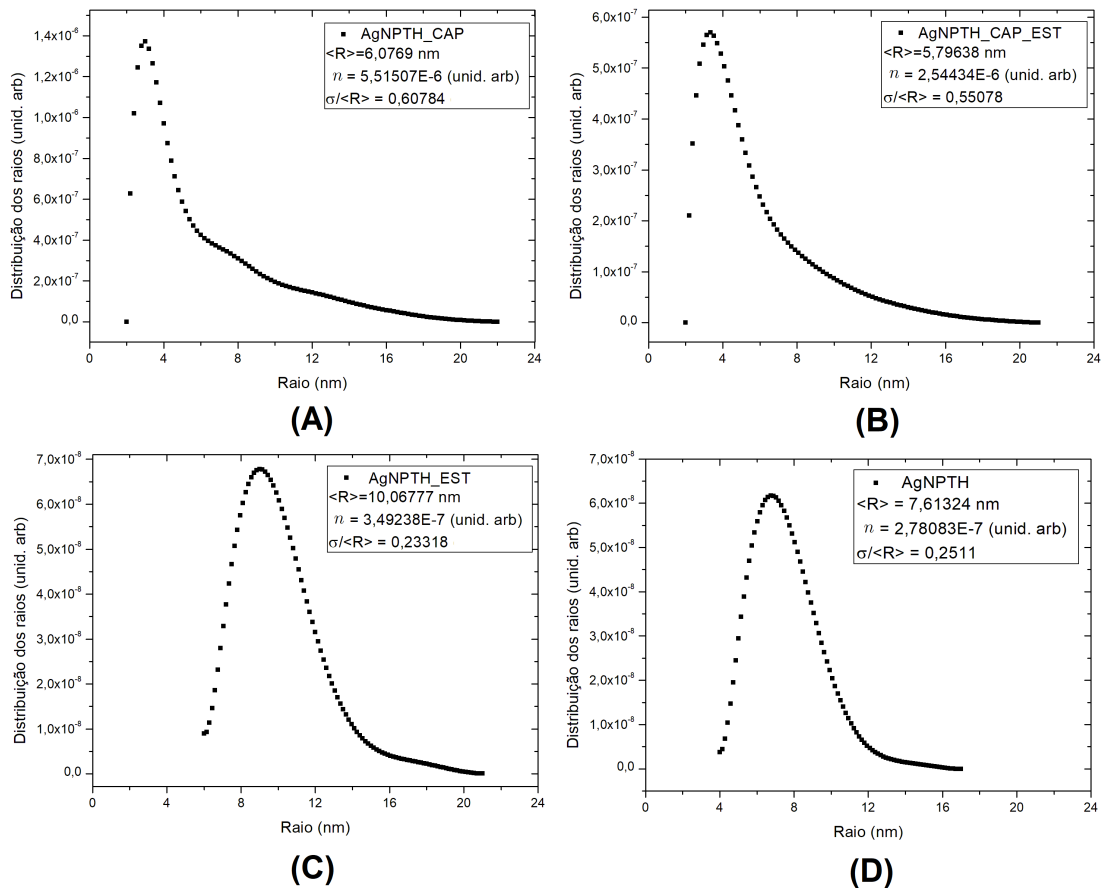 AgNPTH_CAP
<R>=6,0769 nm
n = 5,51507E-6 (unid. arb)
σ/<R> = 0,60784
Distribuição dos raios (unid. arb)
1,4x10⁻⁶
1,2x10⁻⁶
1,0x10⁻⁶
8,0x10⁻⁷
6,0x10⁻⁷
4,0x10⁻⁷
2,0x10⁻⁷
0,0
0 4 8 12 16 20 24
Raio (nm)
(A)
AgNPTH_CAP_EST
<R>=5,79638 nm
n = 2,54434E-6 (unid. arb)
σ/<R> = 0,55078
Distribuição dos raios (unid. arb)
6,0x10⁻⁷
5,0x10⁻⁷
4,0x10⁻⁷
3,0x10⁻⁷
2,0x10⁻⁷
1,0x10⁻⁷
0,0
0 4 8 12 16 20 24
Raio (nm)
(B)
AgNPTH_EST
<R>=10,06777 nm
n = 3,49238E-7 (unid. arb)
σ/<R> = 0,23318
Distribuição dos raios (unid. arb)
7,0x10⁻⁸
6,0x10⁻⁸
5,0x10⁻⁸
4,0x10⁻⁸
3,0x10⁻⁸
2,0x10⁻⁸
1,0x10⁻⁸
0,0
0 4 8 12 16 20 24
Raio (nm)
(C)
AgNPTH
<R> = 7,61324 nm
n = 2,78083E-7 (unid. arb)
σ/<R> = 0,2511
Distribuição dos raios (unid. arb)
7,0x10⁻⁸
6,0x10⁻⁸
5,0x10⁻⁸
4,0x10⁻⁸
3,0x10⁻⁸
2,0x10⁻⁸
1,0x10⁻⁸
0,0
0 4 8 12 16 20 24
Raio (nm)
(D)